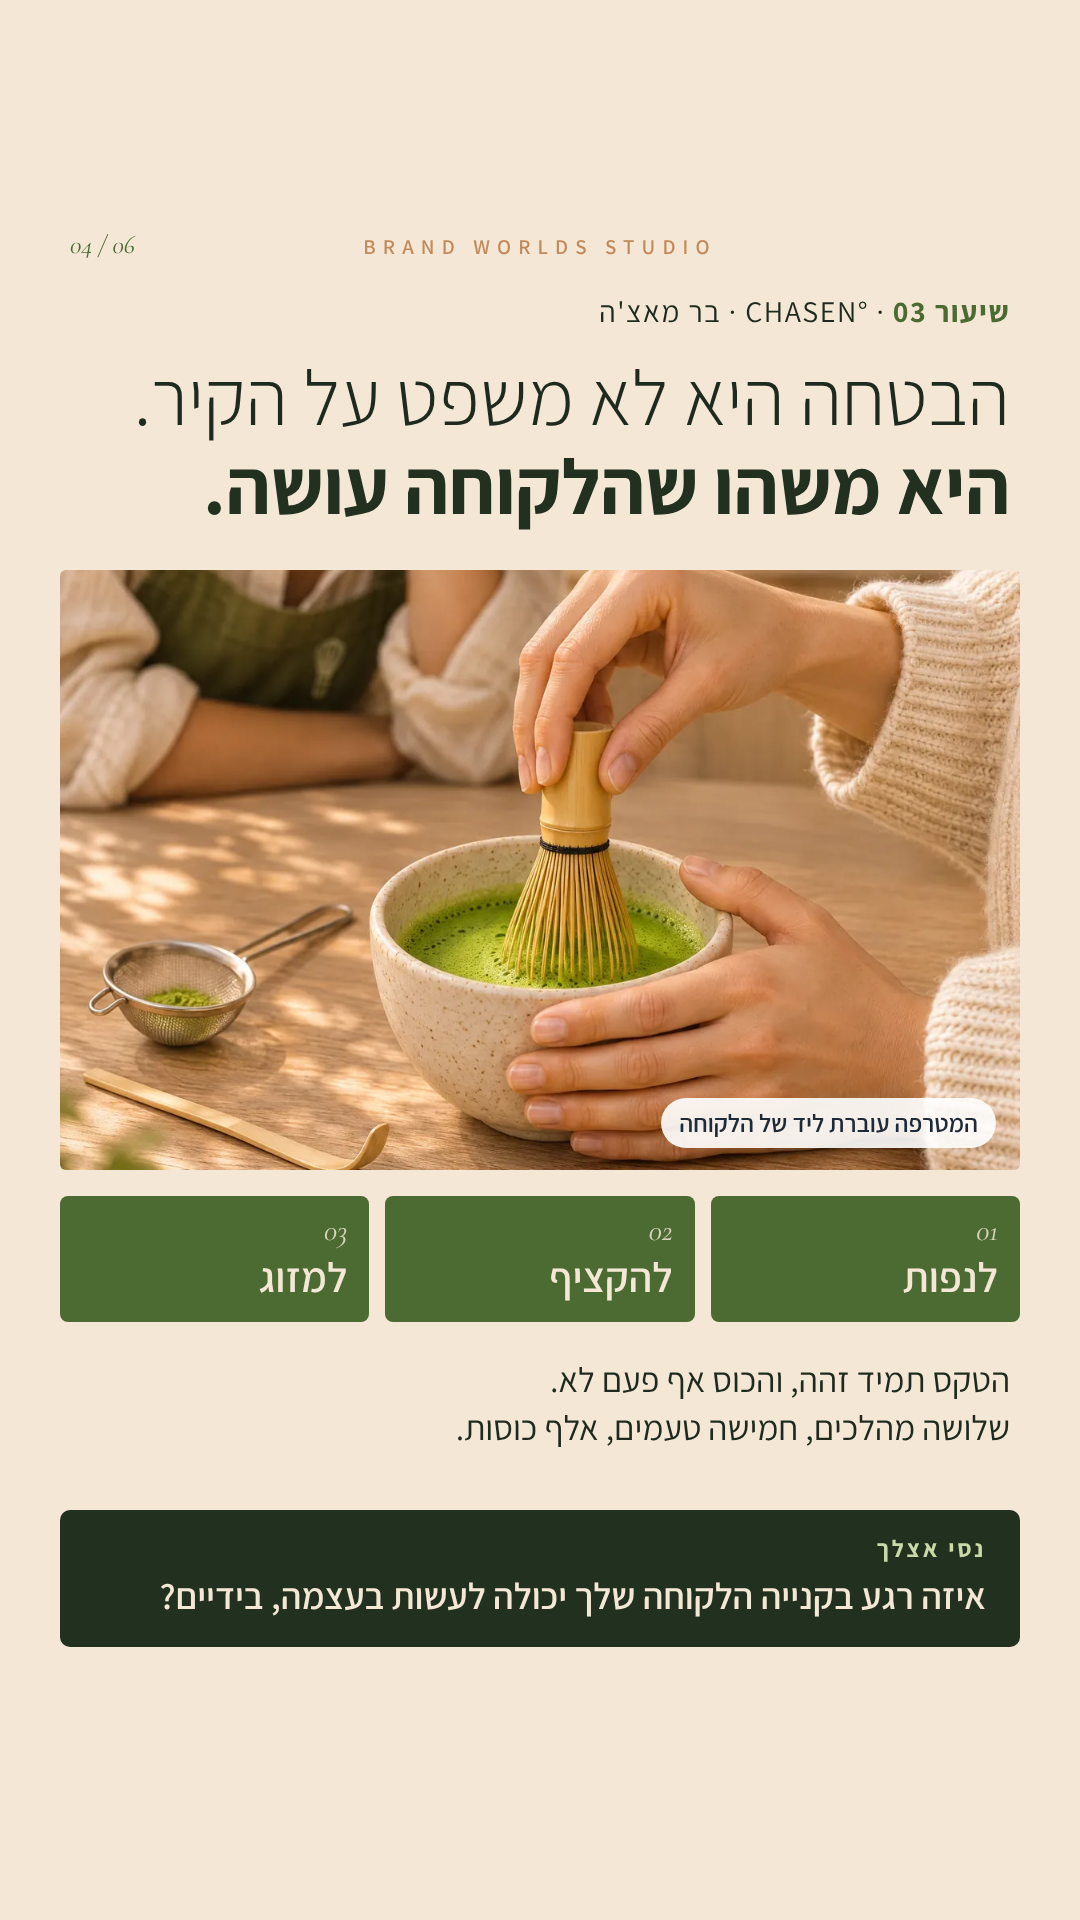 04 / 06
BRAND WORLDS STUDIO
שיעור 03 · CHASEN° · בר מאצ'ה
הבטחה היא לא משפט על הקיר.
היא משהו שהלקוחה עושה.
המטרפה עוברת ליד של הלקוחה
01
לנפות
02
להקציף
03
למזוג
הטקס תמיד זהה, והכוס אף פעם לא.
שלושה מהלכים, חמישה טעמים, אלף כוסות.
נסי אצלך
איזה רגע בקנייה הלקוחה שלך יכולה לעשות בעצמה, בידיים?